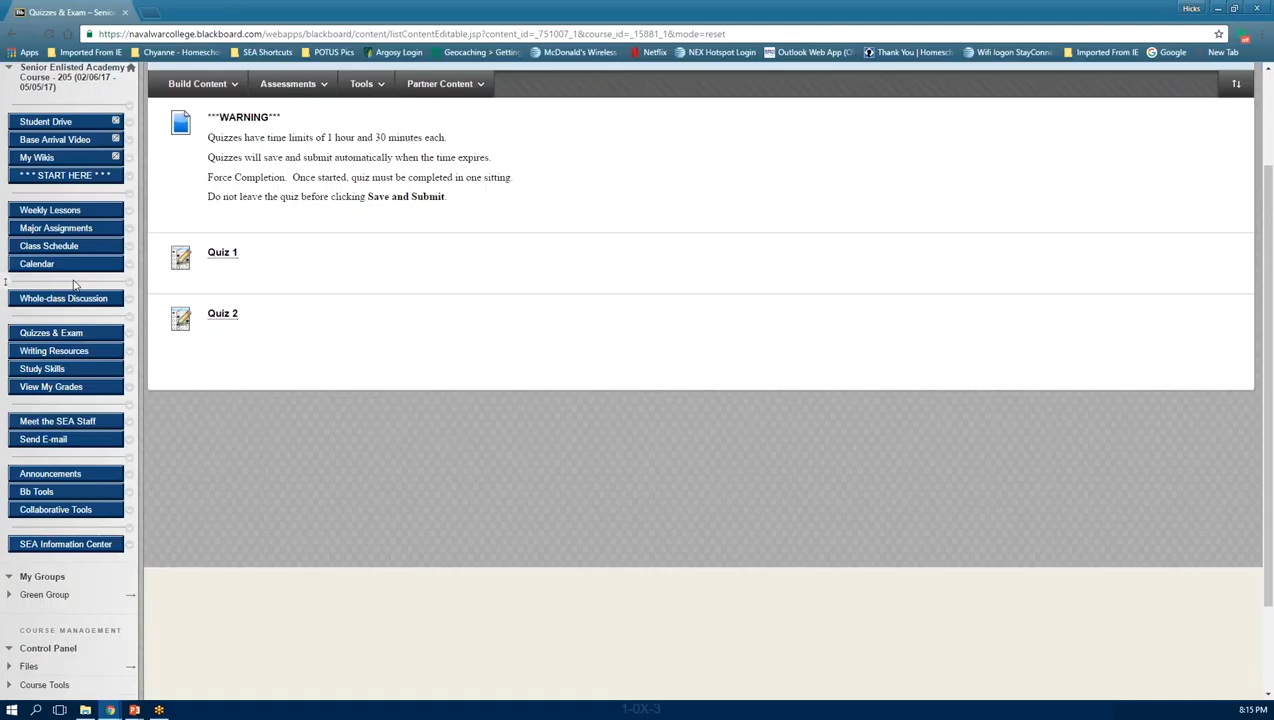 Quizzes & Exam – Senio
Hicks
https://navalwarcollege.blackboard.com/webapps/blackboard/content/listContentEditable.jsp?content_id=_751007_1&course_id=_15881_1&mode=reset
Apps Imported From IE Chyanne - Homesch SEA Shortcuts POTUS Pics Argosy Login Geocaching > Getting McDonald's Wireless Netflix NEX Hotspot Login Outlook Web App (O Thank You | Homesch Wifi logon StayConne Imported From IE Google New Tab
Senior Enlisted Academy
Course - 205 (02/06/17 -
05/05/17)
Build Content Assessments Tools Partner Content
Student Drive
Base Arrival Video
My Wikis
* * * START HERE * * *
Weekly Lessons
Major Assignments
Class Schedule
Calendar
Whole-class Discussion
Quizzes & Exam
Writing Resources
Study Skills
View My Grades
Meet the SEA Staff
Send E-mail
Announcements
Bb Tools
Collaborative Tools
SEA Information Center
My Groups
Green Group
COURSE MANAGEMENT
Control Panel
Files
Course Tools
***WARNING***
Quizzes have time limits of 1 hour and 30 minutes each.
Quizzes will save and submit automatically when the time expires.
Force Completion. Once started, quiz must be completed in one sitting.
Do not leave the quiz before clicking Save and Submit.
Quiz 1
Quiz 2
1-0X-3
8:15 PM